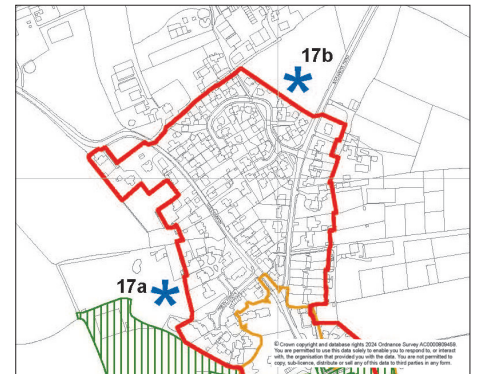 17b
17a
© Crown copyright and database rights 2024 Ordnance Survey AC0000809459.
You are permitted to use this data solely to enable you to respond to, or interact
with, the organisation that provided you with the data. You are not permitted to
copy, sub-licence, distribute or sell any of this data to third parties in any form.